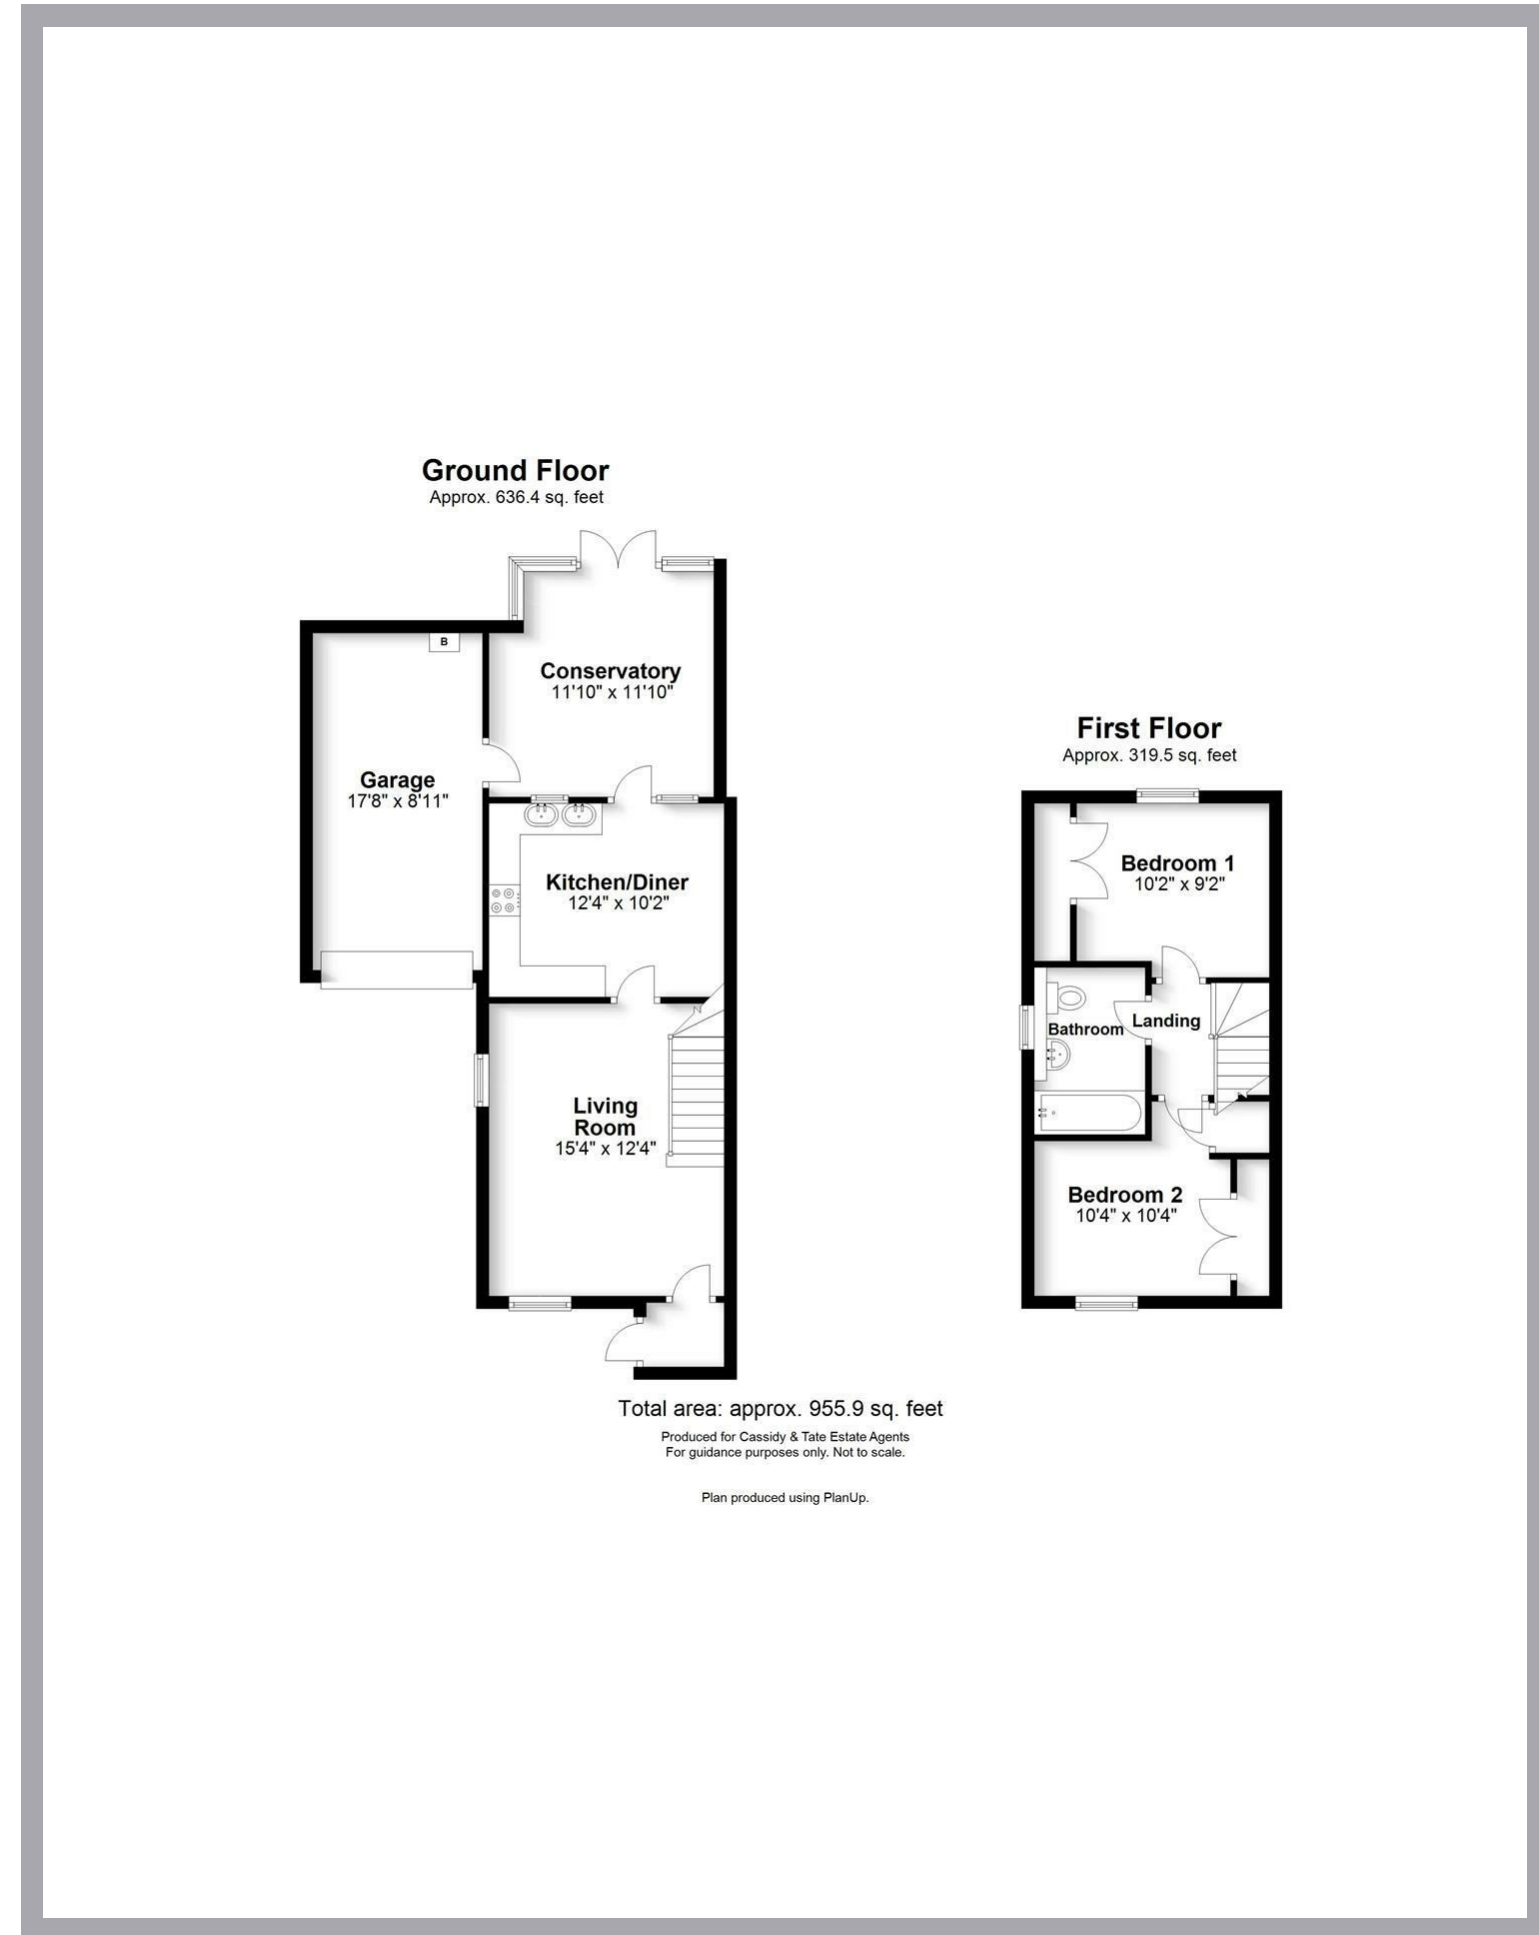 Ground Floor
Approx. 636.4 sq. feet
B
Conservatory
11'10" x 11'10"
Garage
17'8" x 8'11"
Kitchen/Diner
12'4" x 10'2"
Living
Room
15'4" x 12'4"
First Floor
Approx. 319.5 sq. feet
Bedroom 1
10'2" x 9'2"
Bathroom
Landing
Bedroom 2
10'4" x 10'4"
Total area: approx. 955.9 sq. feet
Produced for Cassidy & Tate Estate Agents
For guidance purposes only. Not to scale.
Plan produced using PlanUp.